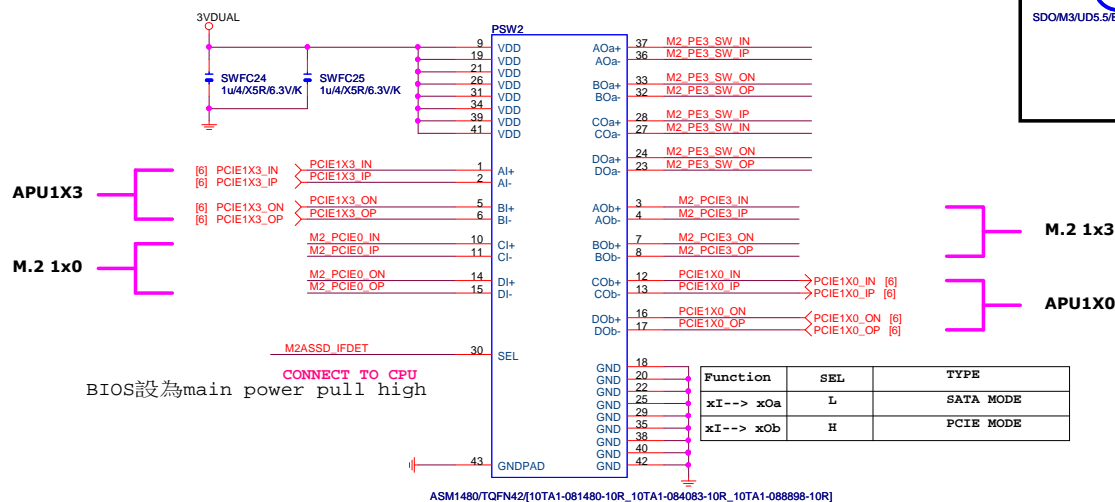 3VDUAL
SDO/M3/UD5.5/
PSW2
SWFC24
1u/4/X5R/6.3V/K
SWFC25
1u/4/X5R/6.3V/K
9 VDD
19 VDD
21 VDD
26 VDD
31 VDD
34 VDD
39 VDD
41 VDD
AOa+ 37 M2_PE3_SW_IN
AOa- 36 M2_PE3_SW_IP
BOa+ 33 M2_PE3_SW_ON
BOa- 32 M2_PE3_SW_OP
COa+ 28 M2_PE3_SW_IP
COa- 27 M2_PE3_SW_IN
DOa+ 24 M2_PE3_SW_ON
DOa- 23 M2_PE3_SW_OP
APU1X3
[6] PCIE1X3_IN PCIE1X3_IN 1 AI+
[6] PCIE1X3_IP PCIE1X3_IP 2 AI-
[6] PCIE1X3_ON PCIE1X3_ON 5 BI+
[6] PCIE1X3_OP PCIE1X3_OP 6 BI-
M.2 1x0
M2_PCIE0_IN 10 CI+
M2_PCIE0_IP 11 CI-
M2_PCIE0_ON 14 DI+
M2_PCIE0_OP 15 DI-
AOb+ 3 M2_PCIE3_IN
AOb- 4 M2_PCIE3_IP
BOb+ 7 M2_PCIE3_ON
BOb- 8 M2_PCIE3_OP
M.2 1x3
COb+ 12 PCIE1X0_IN PCIE1X0_IN [6]
COb- 13 PCIE1X0_IP PCIE1X0_IP [6]
DOb+ 16 PCIE1X0_ON PCIE1X0_ON [6]
DOb- 17 PCIE1X0_OP PCIE1X0_OP [6]
APU1X0
M2ASSD_IFDET 30 SEL
CONNECT TO CPU
BIOS設為main power pull high
GND 18
GND 20
GND 22
GND 25
GND 29
GND 35
GND 38
GND 40
GND 42
43 GNDPAD
Function SEL TYPE
xI--> xOa L SATA MODE
xI--> xOb H PCIE MODE
ASM1480/TQFN42/[10TA1-081480-10R_10TA1-084083-10R_10TA1-088898-10R]